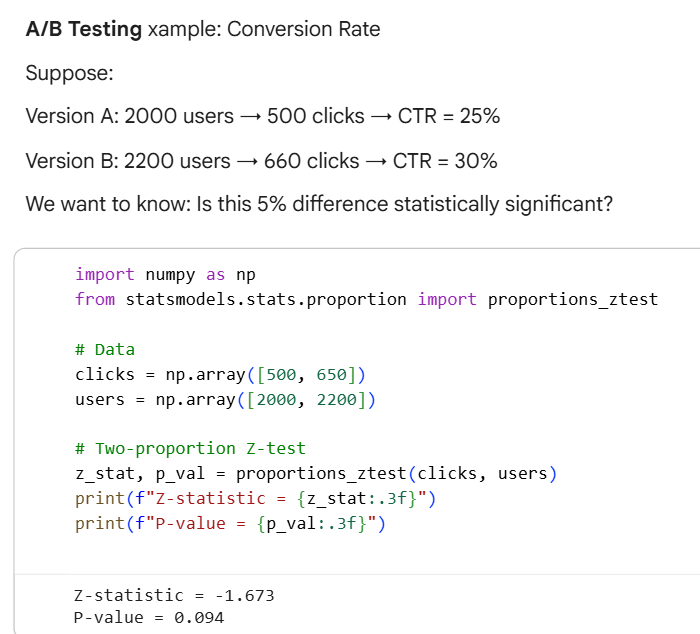 A/B Testing xample: Conversion Rate
Suppose:
Version A: 2000 users → 500 clicks → CTR = 25%
Version B: 2200 users → 660 clicks → CTR = 30%
We want to know: Is this 5% difference statistically significant?
import numpy as np
from statsmodels.stats.proportion import proportions_ztest
# Data
clicks = np.array([500, 650])
users = np.array([2000, 2200])
# Two-proportion Z-test
z_stat, p_val = proportions_ztest(clicks, users)
print(f"Z-statistic = {z_stat:.3f}")
print(f"P-value = {p_val:.3f}")
Z-statistic = -1.673
P-value = 0.094